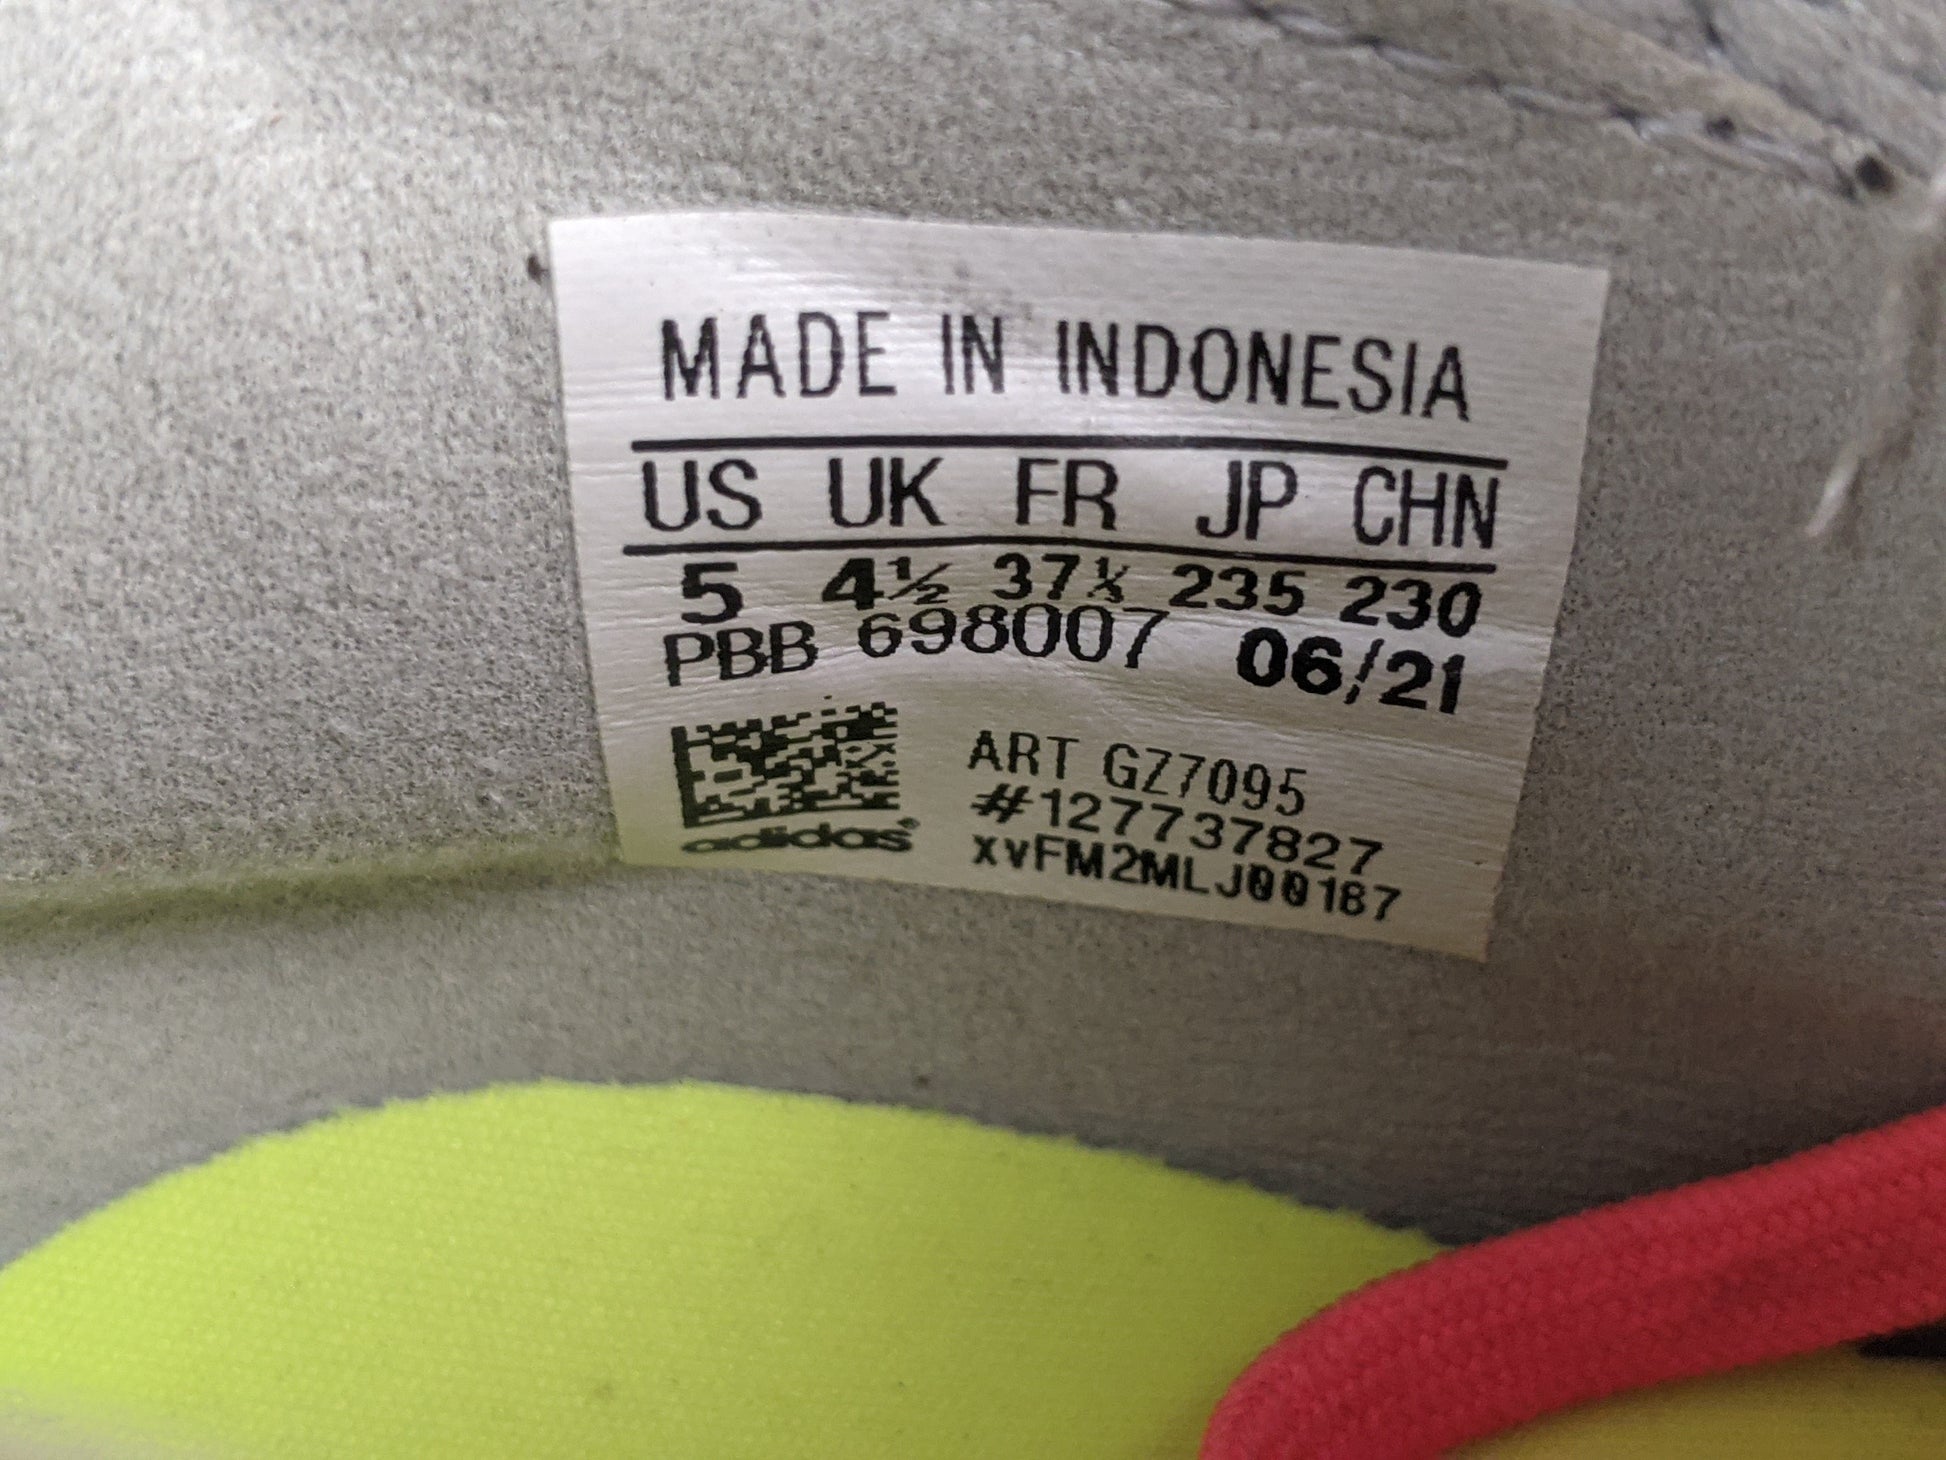 MADE IN INDONESIA
US UK FR JP CHN
5 4½ 37⅓ 235 230
PBB 698007 06/21
ART GZ7095
#127737827
xvFM2MLJ00187
adidas®